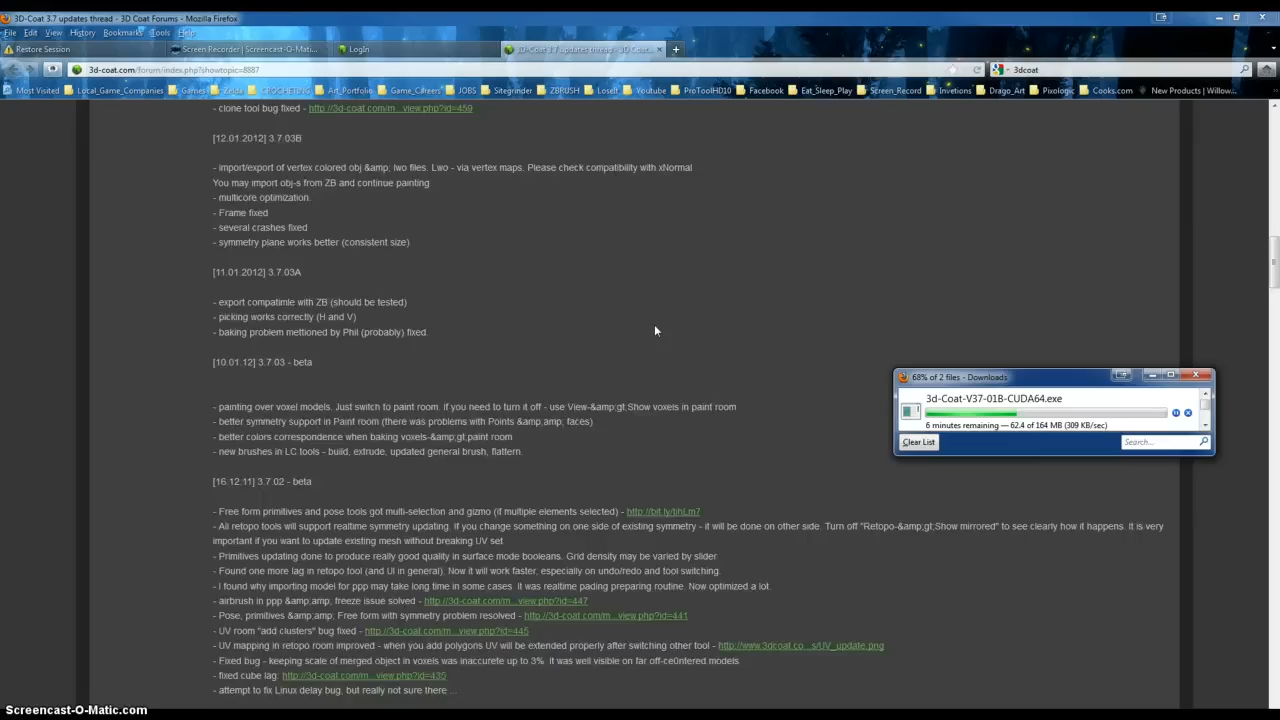 3D-Coat 3.7 updates thread - 3D Coat Forums - Mozilla Firefox
File Edit View History Bookmarks Tools Help
Restore Session Screen Recorder | Screencast-O-Mati... LogIn 3D-Coat 3.7 updates thread - 3D Coat...
3d-coat.com/forum/index.php?showtopic=8887 3dcoat
Most Visited Local_Game_Companies Games Zelda CROCHETING Art_Portfolio Game_Careers JOBS Sitegrinder ZBRUSH LoseIt Youtube ProToolHD10 Facebook Eat_Sleep_Play Screen_Record Invetions Drago_Art Pixologic Cooks.com New Products | Willow...
- clone tool bug fixed - http://3d-coat.com/m...view.php?id=459
[12.01.2012] 3.7.03B
- import/export of vertex colored obj &amp; lwo files. Lwo - via vertex maps. Please check compatibility with xNormal
You may import obj-s from ZB and continue painting
- multicore optimization.
- Frame fixed
- several crashes fixed
- symmetry plane works better (consistent size)
[11.01.2012] 3.7.03A
- export compatimle with ZB (should be tested)
- picking works correctly (H and V)
- baking problem mettioned by Phil (probably) fixed.
[10.01.12] 3.7.03 - beta
- painting over voxel models. Just switch to paint room. If you need to turn it off - use View-&amp;gt;Show voxels in paint room
- better symmetry support in Paint room (there was problems with Points &amp;amp; faces)
- better colors correspondence when baking voxels-&amp;gt;paint room
- new brushes in LC tools - build, extrude, updated general brush, flattern.
[16.12.11] 3.7.02 - beta
- Free form primitives and pose tools got multi-selection and gizmo (if multiple elements selected) - http://bit.ly/thLm7
- All retopo tools will support realtime symmetry updating. If you change something on one side of existing symmetry - it will be done on other side. Turn off "Retopo-&amp;gt;Show mirrored" to see clearly how it happens. It is very
important if you want to update existing mesh without breaking UV set
- Primitives updating done to produce really good quality in surface mode booleans. Grid density may be varied by slider
- Found one more lag in retopo tool (and UI in general). Now it will work faster, especially on undo/redo and tool switching.
- I found why importing model for ppp may take long time in some cases. It was realtime pading preparing routine. Now optimized a lot.
- airbrush in ppp &amp;amp; freeze issue solved - http://3d-coat.com/m...view.php?id=447
- Pose, primitives &amp;amp; Free form with symmetry problem resolved - http://3d-coat.com/m...view.php?id=441
- UV room "add clusters" bug fixed - http://3d-coat.com/m...view.php?id=445
- UV mapping in retopo room improved - when you add polygons UV will be extended properly after switching other tool - http://www.3dcoat.co...s/UV_update.png
- Fixed bug - keeping scale of merged object in voxels was inaccurete up to 3%. It was well visible on far off-ce0ntered models
- fixed cube lag: http://3d-coat.com/m...view.php?id=435
- attempt to fix Linux delay bug, but really not sure there ...
68% of 2 files - Downloads
3d-Coat-V37-01B-CUDA64.exe
6 minutes remaining — 62.4 of 164 MB (309 KB/sec)
Clear List Search...
Screencast-O-Matic.com